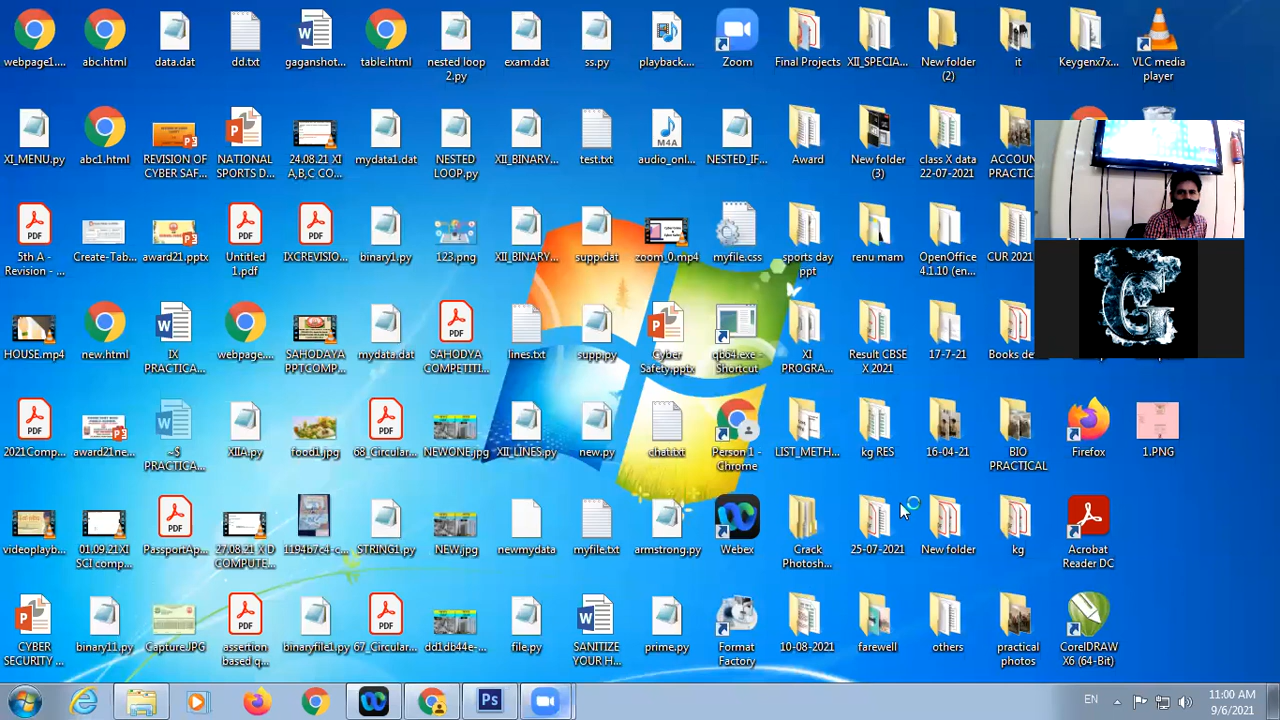 webpage1.... abc.html data.dat dd.txt gaganshot... table.html nested loop 2.py exam.dat ss.py playback.... Zoom Final Projects XII_SPECIA... New folder (2) it Keygenx7x... VLC media player
XI_MENU.py abc1.html REVISION OF CYBER SAF... NATIONAL SPORTS D... 24.08.21 XI A,B,C CO... mydata1.dat NESTED LOOP.py XII_BINARY... test.txt audio_onl... NESTED_IF... Award New folder (3) class X data 22-07-2021 ACCOUN PRACTIC
5th A - Revision - ... Create-Tab... award21.pptx Untitled 1.pdf IXCREVISIO... binary1.py 123.png XII_BINARY... supp.dat zoom_0.mp4 myfile.css sports day ppt renu mam OpenOffice 4.1.10 (en... CUR 2021
HOUSE.mp4 new.html IX PRACTICA... webpage.... SAHODAYA PPTCOMP... mydata.dat SAHODYA COMPETITI... lines.txt supp.py Cyber Safety.pptx qbo4.exe - Shortcut XI PROGRA... Result CBSE X 2021 17-7-21 Books de
2021Comp... award21ne... ~$ PRACTICA... XIIA.py food1.jpg 68_Circular... NEWONE.jpg XII_LINES.py new.py chat.txt Person 1 - Chrome LIST_METH... kg RES 16-04-21 BIO PRACTICAL Firefox 1.PNG
videoplayb... 01.09.21XI SCI comp... PassportAp... 27.08.21 X D COMPUTE... 1194b7c4-c... STRING1.py NEW.jpg newmydata myfile.txt armstrong.py Webex Crack Photosh... 25-07-2021 New folder kg Acrobat Reader DC
CYBER SECURITY ... binary11.py Capture.JPG assertion based q... binaryfile1.py 67_Circular... dd1db44e-... file.py SANITIZE YOUR H... prime.py Format Factory 10-08-2021 farewell others practical photos CorelDRAW X6 (64-Bit)
Ps EN 11:00 AM
9/6/2021